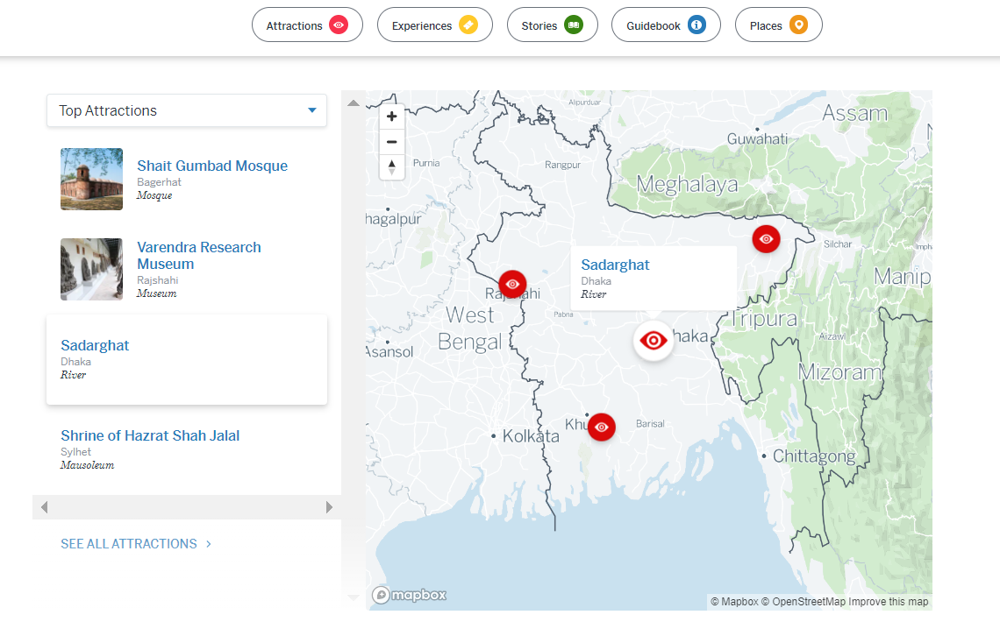 Attractions
Experiences
Stories
Guidebook
Places
Top Attractions
Shait Gumbad Mosque
Bagerhat
Mosque
Varendra Research
Museum
Rajshahi
Museum
Sadarghat
Dhaka
River
Shrine of Hazrat Shah Jalal
Sylhet
Mausoleum
SEE ALL ATTRACTIONS
Alipurduar
Assam
Guwahati
Purnia
Rangpur
Meghalaya
hagalpur
Silchar
Imph
Sadarghat
Dhaka
River
Manip
West
Bengal
Pabna
haka
Tripura
Aizawl
Asansol
Mizoram
Khu
Barisal
Kolkata
Chittagong
mapbox
© Mapbox © OpenStreetMap Improve this map